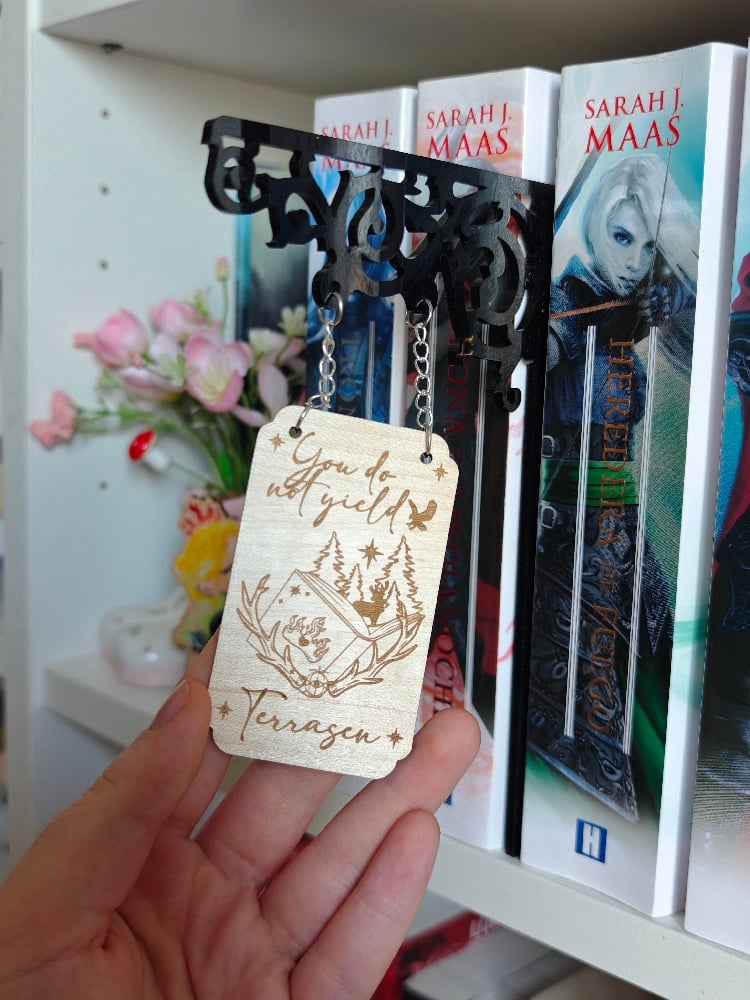 SARAH J.
MAAS
SARAH J.
MAAS
SARAH J.
MAAS
HEREDERA DE FUEGO
H
You do
not yield
Terrasen